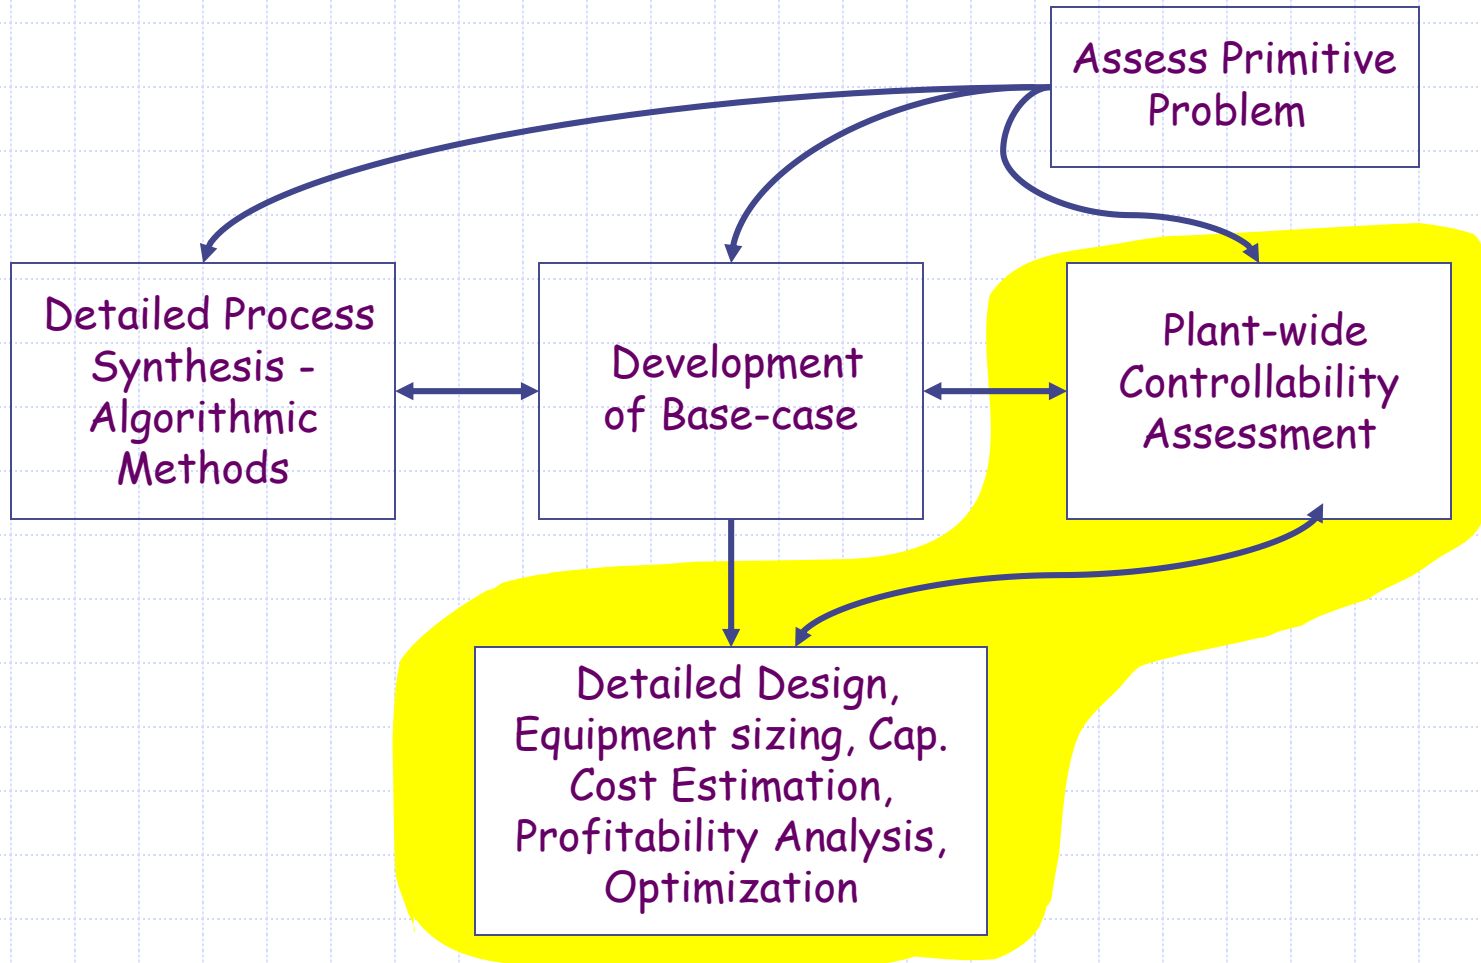 Assess Primitive
Problem
Detailed Process
Synthesis -
Algorithmic
Methods
Development
of Base-case
Plant-wide
Controllability
Assessment
Detailed Design,
Equipment sizing, Cap.
Cost Estimation,
Profitability Analysis,
Optimization